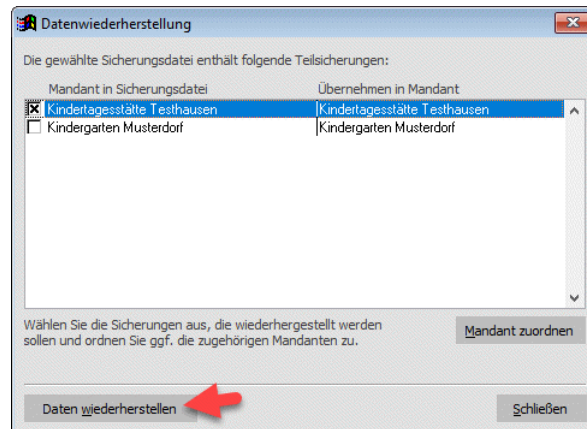 Datenwiederherstellung
Die gewählte Sicherungsdatei enthält folgende Teilsicherungen:
Mandant in Sicherungsdatei Übernehmen in Mandant
Kindertagesstätte Testhausen Kindertagesstätte Testhausen
Kindergarten Musterdorf Kindergarten Musterdorf
Wählen Sie die Sicherungen aus, die wiederhergestellt werden
sollen und ordnen Sie ggf. die zugehörigen Mandanten zu.
Mandant zuordnen
Daten wiederherstellen Schließen